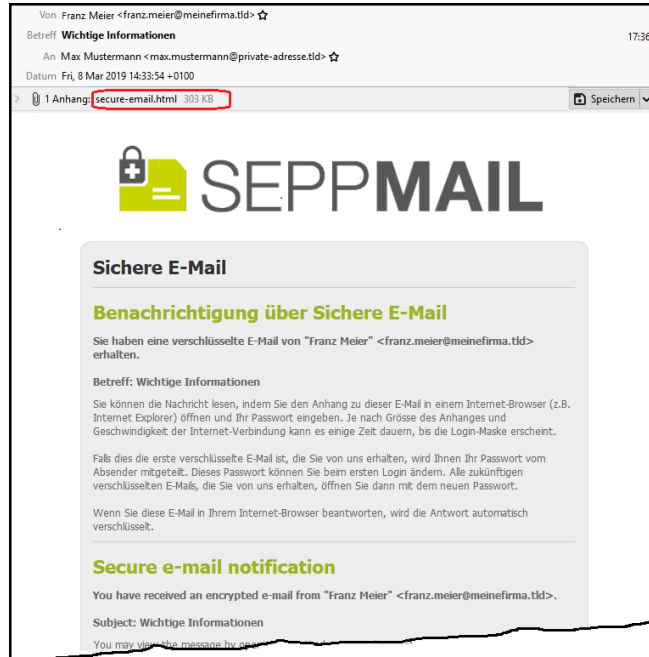 Von Franz Meier <franz.meier@meinefirma.tld>
Betreff Wichtige Informationen 17:36
An Max Mustermann <max.mustermann@private-adresse.tld>
Datum Fri, 8 Mar 2019 14:33:54 +0100
1 Anhang: secure-email.html 303 KB Speichern
SEPPMAIL
Sichere E-Mail
Benachrichtigung über Sichere E-Mail
Sie haben eine verschlüsselte E-Mail von "Franz Meier" <franz.meier@meinefirma.tld>
erhalten.
Betreff: Wichtige Informationen
Sie können die Nachricht lesen, indem Sie den Anhang zu dieser E-Mail in einem Internet-Browser (z.B.
Internet Explorer) öffnen und Ihr Passwort eingeben. Je nach Grösse des Anhanges und
Geschwindigkeit der Internet-Verbindung kann es einige Zeit dauern, bis die Login-Maske erscheint.
Falls dies die erste verschlüsselte E-Mail ist, die Sie von uns erhalten, wird Ihnen Ihr Passwort vom
Absender mitgeteilt. Dieses Passwort können Sie beim ersten Login ändern. Alle zukünftigen
verschlüsselten E-Mails, die Sie von uns erhalten, öffnen Sie dann mit dem neuen Passwort.
Wenn Sie diese E-Mail in Ihrem Internet-Browser beantworten, wird die Antwort automatisch
verschlüsselt.
Secure e-mail notification
You have received an encrypted e-mail from "Franz Meier" <franz.meier@meinefirma.tld>.
Subject: Wichtige Informationen
You may view the message by